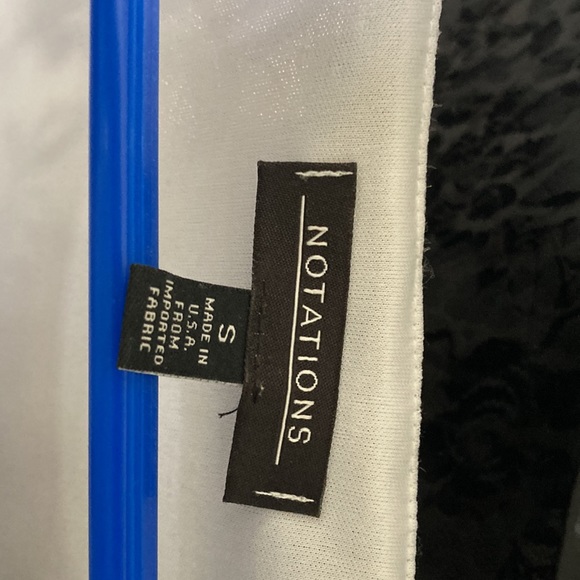 NOTATIONS
S
MADE IN
U.S.A.
FROM
IMPORTED
FABRIC